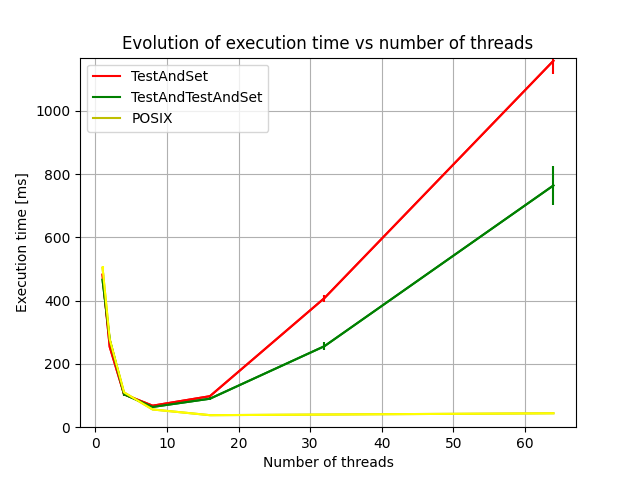 Evolution of execution time vs number of threads
TestAndSet
TestAndTestAndSet
POSIX
1000
800
600
400
200
0
Execution time [ms]
0 10 20 30 40 50 60
Number of threads